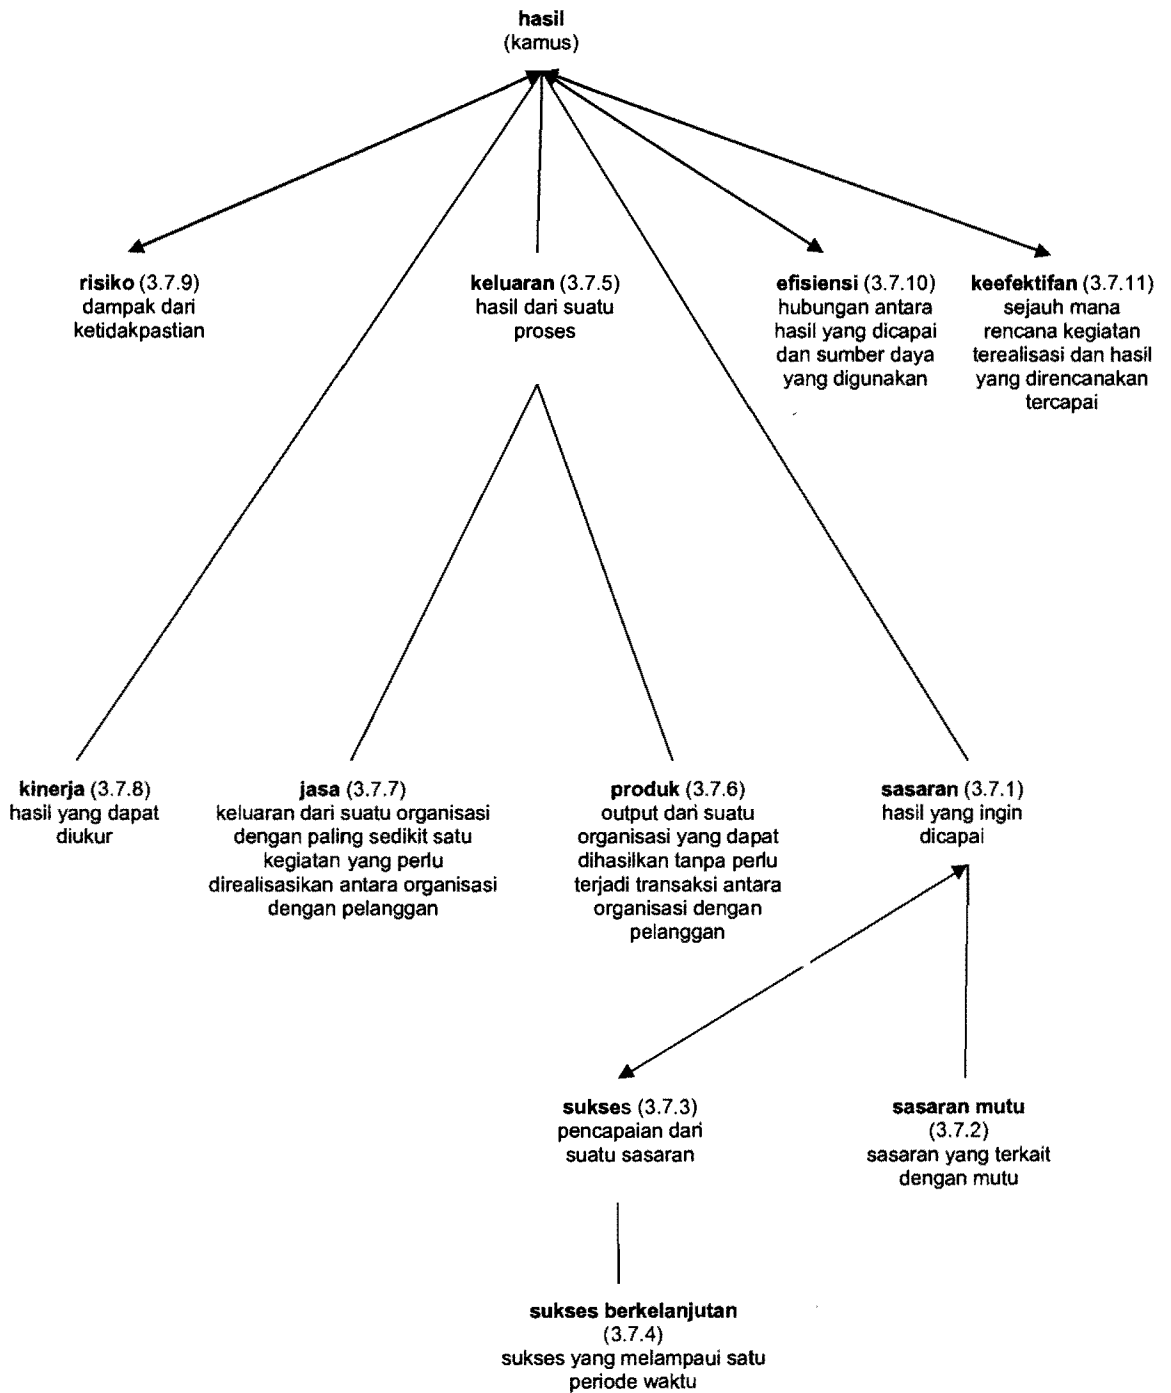 hasil
(kamus)
risiko (3.7.9)
dampak dari
ketidakpastian
keluaran (3.7.5)
hasil dari suatu
proses
efisiensi (3.7.10)
hubungan antara
hasil yang dicapai
dan sumber daya
yang digunakan
keefektifan (3.7.11)
sejauh mana
rencana kegiatan
terealisasi dan hasil
yang direncanakan
tercapai
kinerja (3.7.8)
hasil yang dapat
diukur
jasa (3.7.7)
keluaran dari suatu organisasi
dengan paling sedikit satu
kegiatan yang perlu
direalisasikan antara organisasi
dengan pelanggan
produk (3.7.6)
output dari suatu
organisasi yang dapat
dihasilkan tanpa perlu
terjadi transaksi antara
organisasi dengan
pelanggan
sasaran (3.7.1)
hasil yang ingin
dicapai
sukses (3.7.3)
pencapaian dari
suatu sasaran
sasaran mutu
(3.7.2)
sasaran yang terkait
dengan mutu
sukses berkelanjutan
(3.7.4)
sukses yang melampaui satu
periode waktu